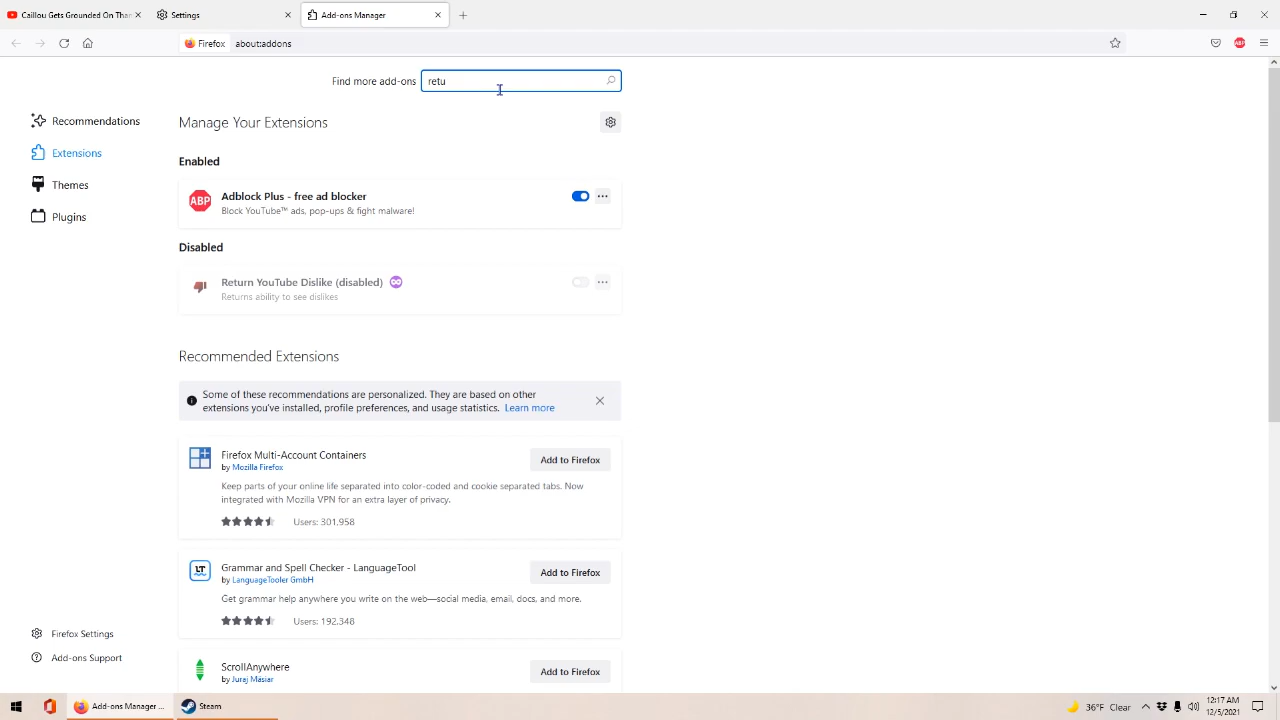 Caillou Gets Grounded On Than
Settings
Add-ons Manager
Firefox
about:addons
ABP
Find more add-ons
retu
Recommendations
Extensions
Themes
Plugins
Manage Your Extensions
Enabled
ABP
Adblock Plus - free ad blocker
Block YouTube™ ads, pop-ups & fight malware!
Disabled
Return YouTube Dislike (disabled)
Returns ability to see dislikes
Recommended Extensions
Some of these recommendations are personalized. They are based on other
extensions you've installed, profile preferences, and usage statistics. Learn more
Firefox Multi-Account Containers
by Mozilla Firefox
Add to Firefox
Keep parts of your online life separated into color-coded and cookie separated tabs. Now
integrated with Mozilla VPN for an extra layer of privacy.
Users: 301,958
LT
Grammar and Spell Checker - LanguageTool
by LanguageTooler GmbH
Add to Firefox
Get grammar help anywhere you write on the web—social media, email, docs, and more.
Users: 192,348
ScrollAnywhere
by Juraj Mäsiar
Add to Firefox
Firefox Settings
Add-ons Support
Add-ons Manager ...
Steam
36°F Clear
12:17 AM
12/5/2021